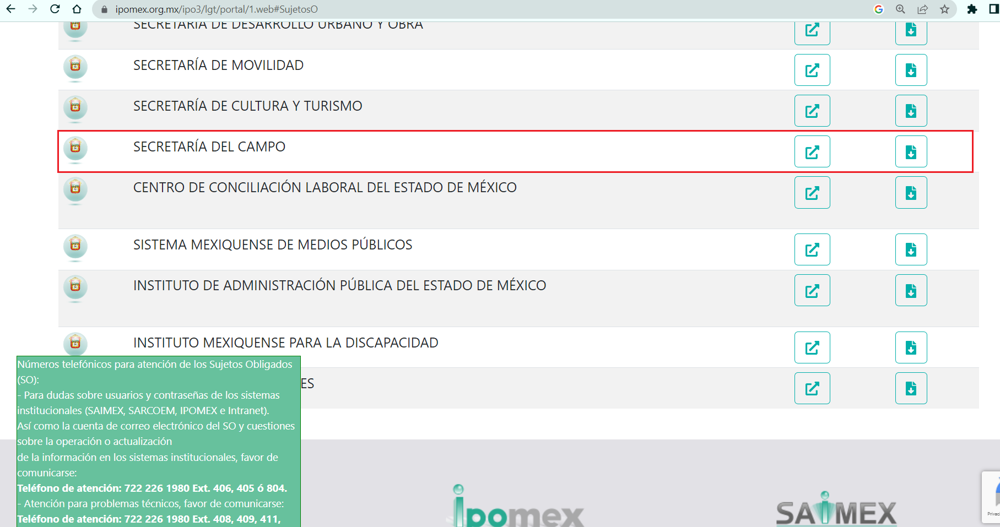 ipomex.org.mx/ipo3/lgt/portal/1.web#SujetosO
SECRETARÍA DE DESARROLLO URBANO Y OBRA
SECRETARÍA DE MOVILIDAD
SECRETARÍA DE CULTURA Y TURISMO
SECRETARÍA DEL CAMPO
CENTRO DE CONCILIACIÓN LABORAL DEL ESTADO DE MÉXICO
SISTEMA MEXIQUENSE DE MEDIOS PÚBLICOS
INSTITUTO DE ADMINISTRACIÓN PÚBLICA DEL ESTADO DE MÉXICO
INSTITUTO MEXIQUENSE PARA LA DISCAPACIDAD
ES
Números telefónicos para atención de los Sujetos Obligados
(SO):
- Para dudas sobre usuarios y contraseñas de los sistemas
institucionales (SAIMEX, SARCOEM, IPOMEX e Intranet).
Así como la cuenta de correo electrónico del SO y cuestiones
sobre la operación o actualización
de la información en los sistemas institucionales, favor de
comunicarse:
Teléfono de atención: 722 226 1980 Ext. 406, 405 ó 804.
- Atención para problemas técnicos, favor de comunicarse:
Teléfono de atención: 722 226 1980 Ext. 408, 409, 411,
ipomex
SAIMEX